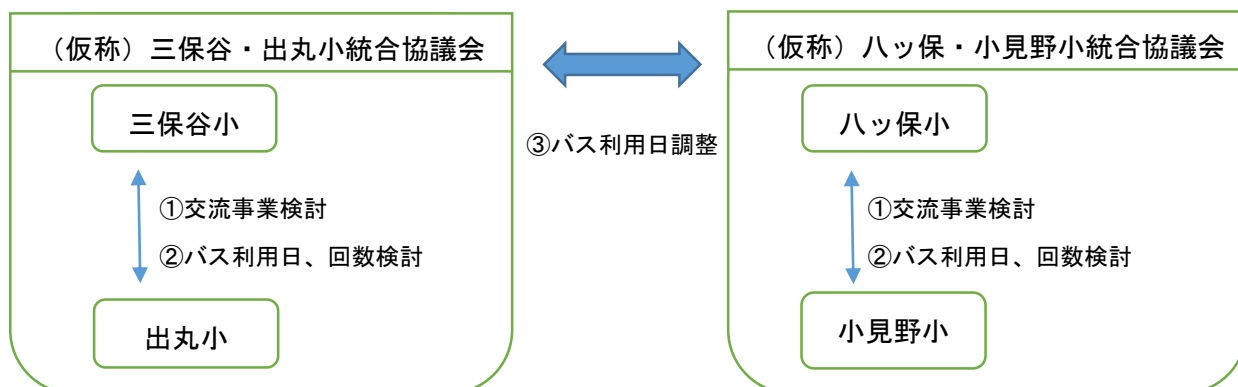 （仮称）三保谷・出丸小統合協議会
三保谷小
①交流事業検討
②バス利用日、回数検討
出丸小
③バス利用日調整
（仮称）八ッ保・小見野小統合協議会
八ッ保小
①交流事業検討
②バス利用日、回数検討
小見野小